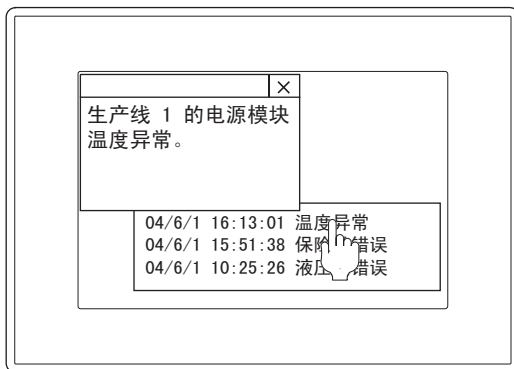 ×
生产线 1 的电源模块
温度异常。
04/6/1 16:13:01 温度异常
04/6/1 15:51:38 保险 错误
04/6/1 10:25:26 液压 错误